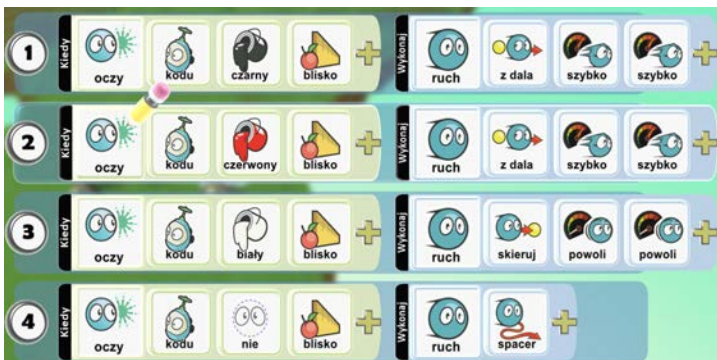 1 Kiedy oczy kodu czarny blisko Wykonaj ruch z dala szybko szybko
2 Kiedy oczy kodu czerwony blisko Wykonaj ruch z dala szybko szybko
3 Kiedy oczy kodu biały blisko Wykonaj ruch skieruj powoli powoli
4 Kiedy oczy kodu nie blisko Wykonaj ruch spacer